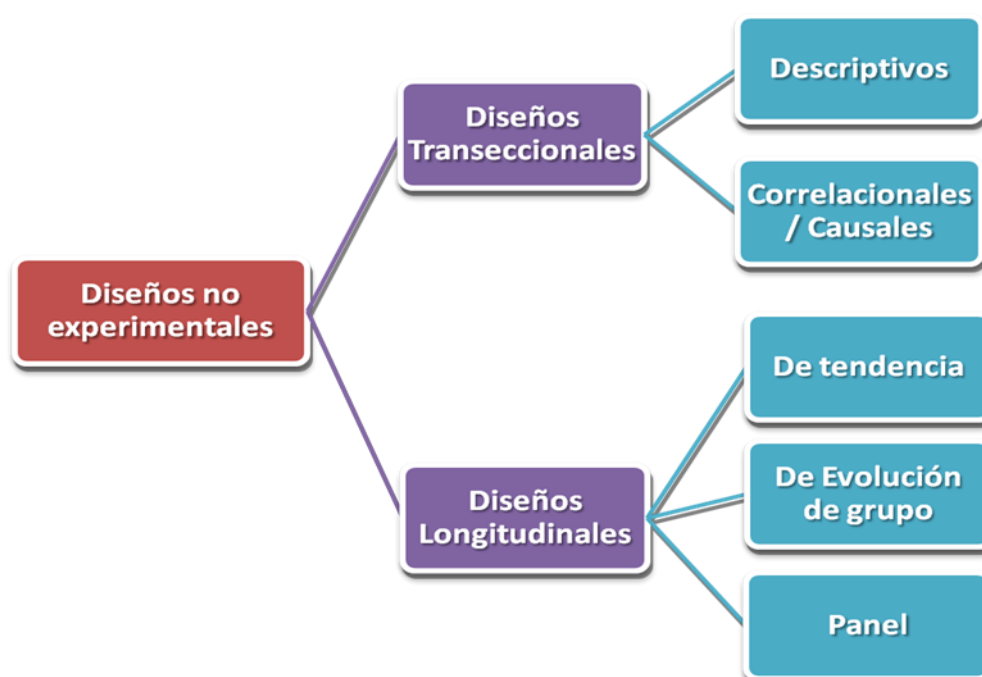 Diseños no
experimentales
Diseños
Transeccionales
Descriptivos
Correlacionales
/ Causales
Diseños
Longitudinales
De tendencia
De Evolución
de grupo
Panel